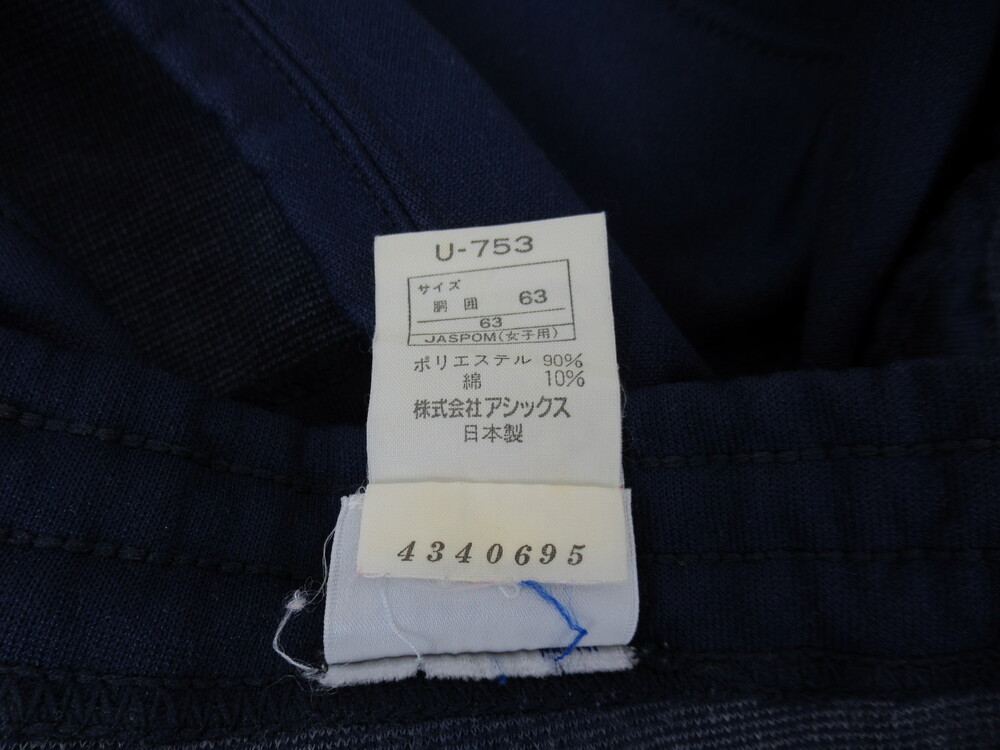 U-753
サイズ
胴囲 63
63
JASPOM(女子用)
ポリエステル 90%
綿 10%
株式会社アシックス
日本製
4340695